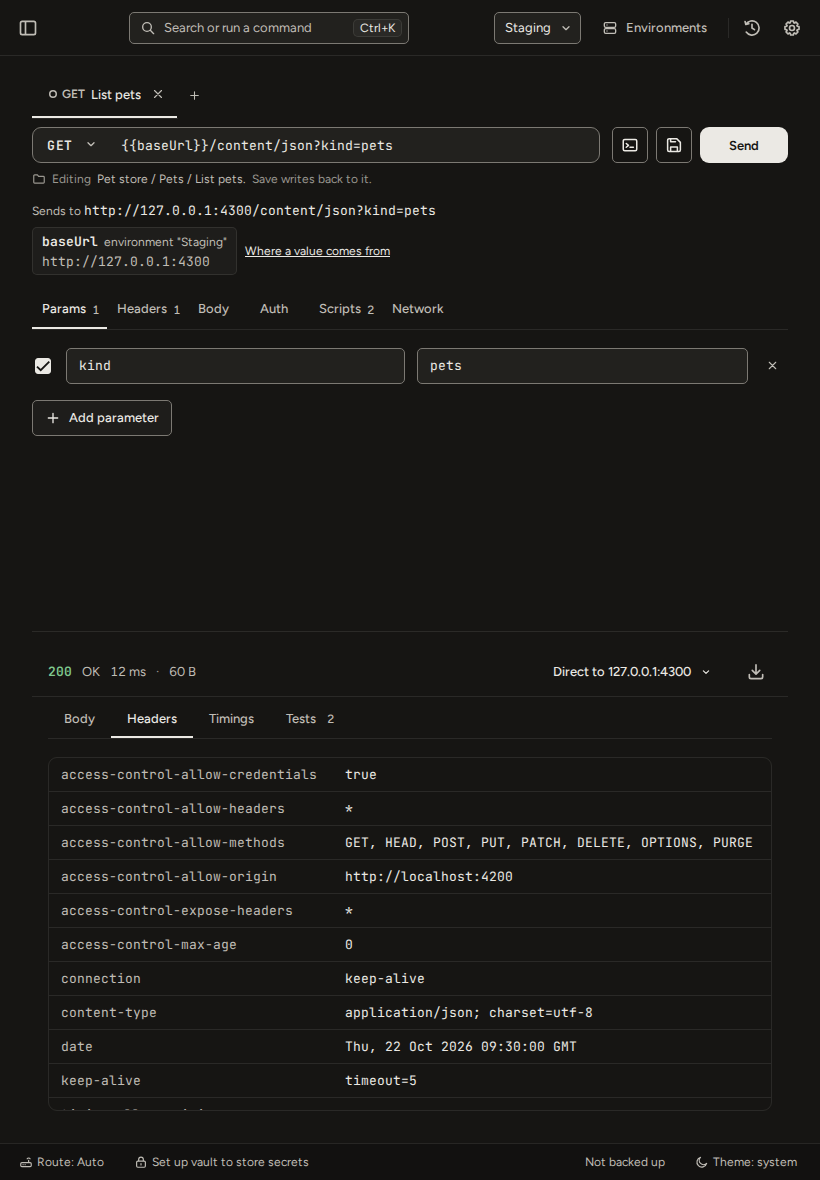 Search or run a command Ctrl+K Staging Environments
GET List pets
GET {{baseUrl}}/content/json?kind=pets Send
Editing Pet store / Pets / List pets. Save writes back to it.
Sends to http://127.0.0.1:4300/content/json?kind=pets
baseUrl environment "Staging"
http://127.0.0.1:4300
Where a value comes from
Params 1 Headers 1 Body Auth Scripts 2 Network
kind pets
Add parameter
200 OK 12 ms · 60 B Direct to 127.0.0.1:4300
Body Headers Timings Tests 2
access-control-allow-credentials true
access-control-allow-headers *
access-control-allow-methods GET, HEAD, POST, PUT, PATCH, DELETE, OPTIONS, PURGE
access-control-allow-origin http://localhost:4200
access-control-expose-headers *
access-control-max-age 0
connection keep-alive
content-type application/json; charset=utf-8
date Thu, 22 Oct 2026 09:30:00 GMT
keep-alive timeout=5
Route: Auto Set up vault to store secrets Not backed up Theme: system